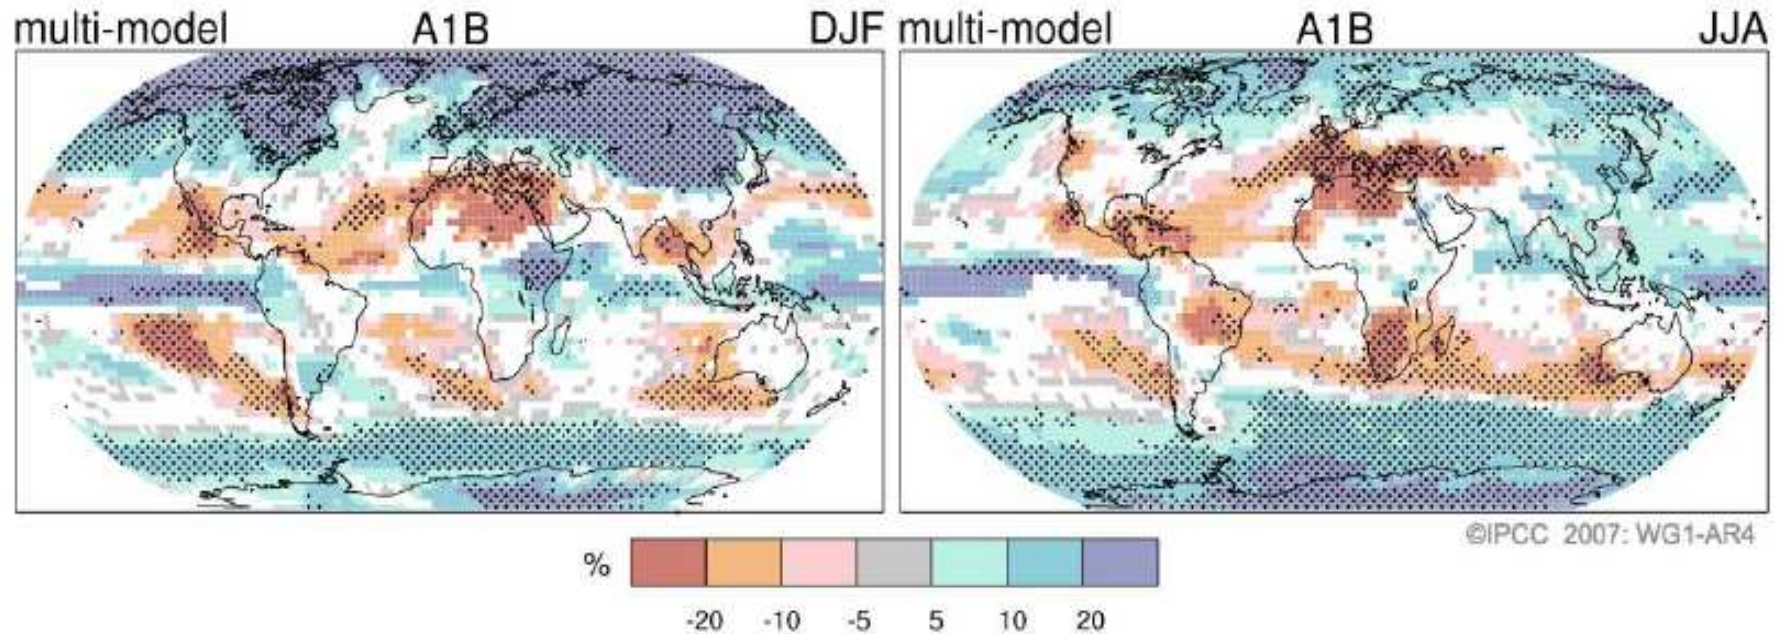 multi-model A1B DJF
multi-model A1B JJA
©IPCC 2007: WG1-AR4
%
-20 -10 -5 5 10 20